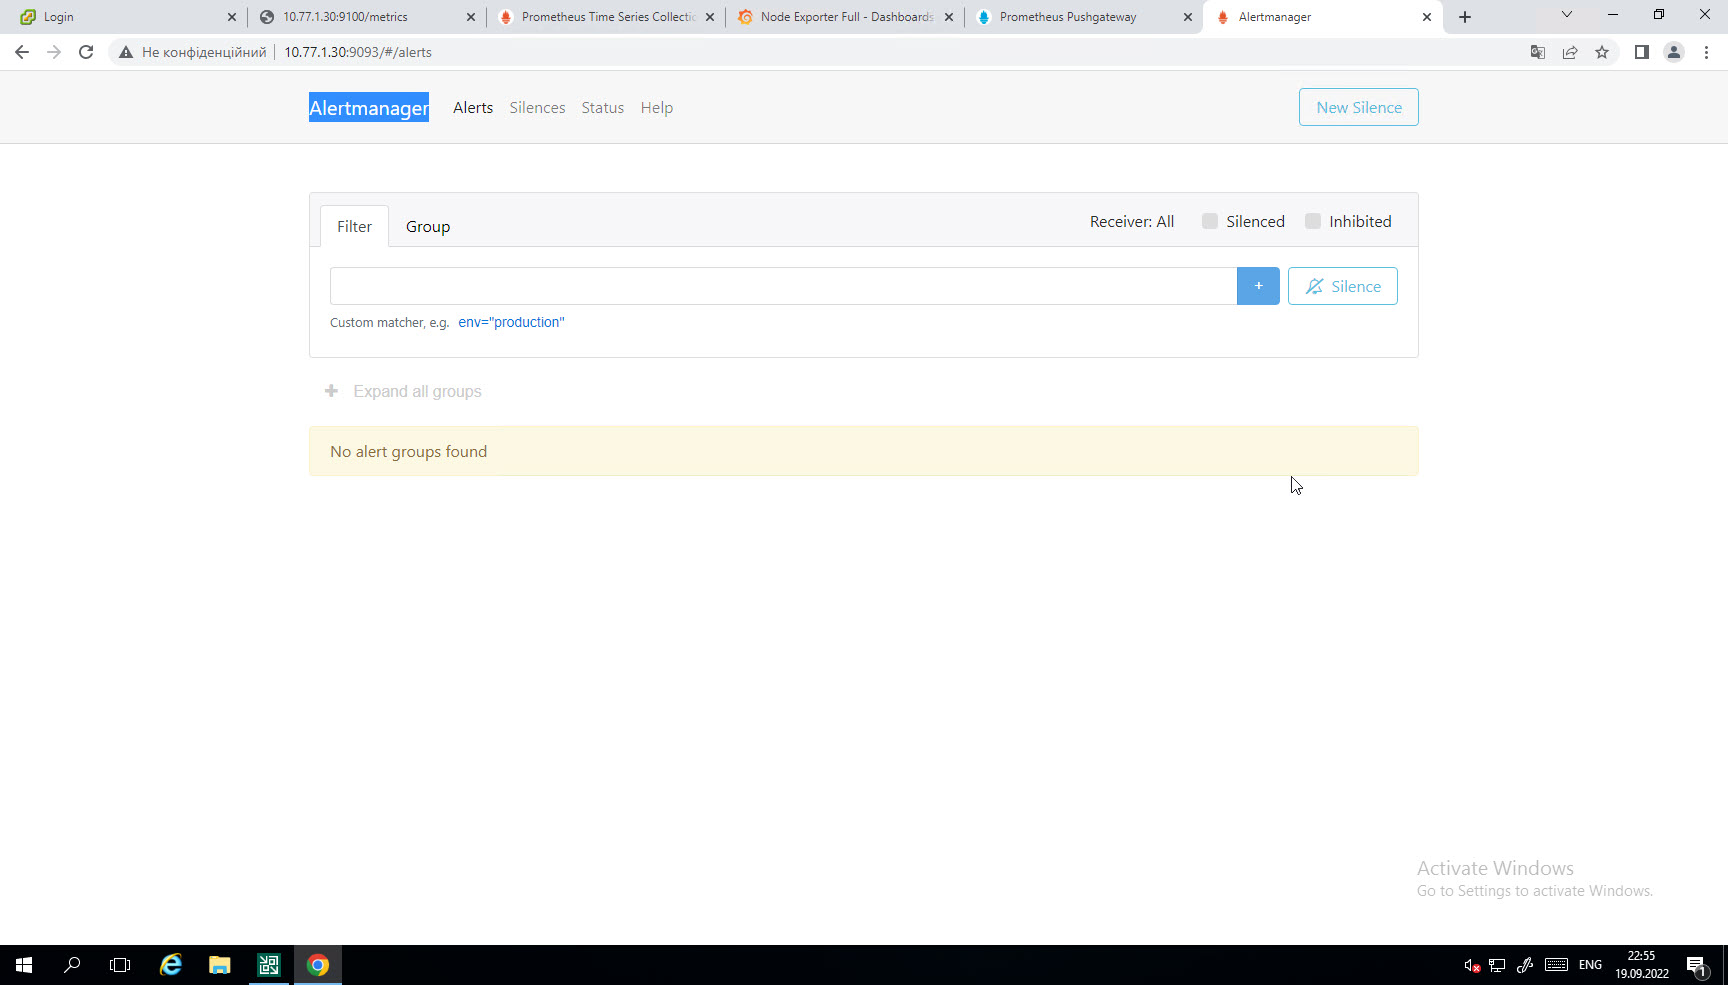 Login
10.77.1.30:9100/metrics
Prometheus Time Series Collectio
Node Exporter Full - Dashboards
Prometheus Pushgateway
Alertmanager
Не конфіденційний
10.77.1.30:9093/#/alerts
Alertmanager Alerts Silences Status Help New Silence
Filter Group Receiver: All Silenced Inhibited
+ Silence
Custom matcher, e.g. env="production"
+ Expand all groups
No alert groups found
Activate Windows
Go to Settings to activate Windows.
ENG
22:55
19.09.2022
1